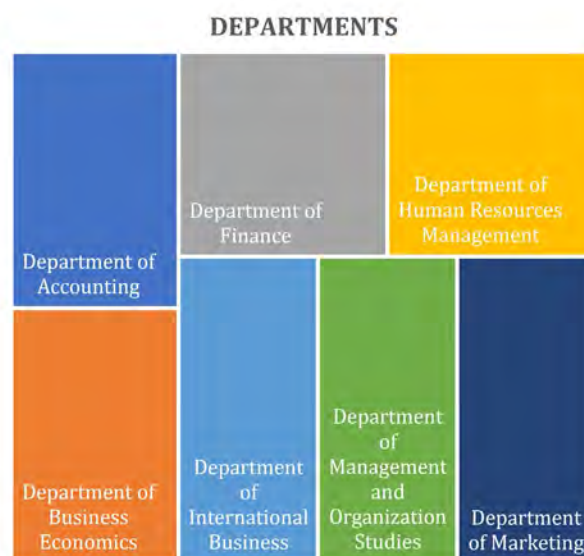 DEPARTMENTS
Department of
Accounting
Department of
Finance
Department of
Human Resources
Management
Department of
Business
Economics
Department
of
International
Business
Department
of
Management
and
Organization
Studies
Department
of Marketing